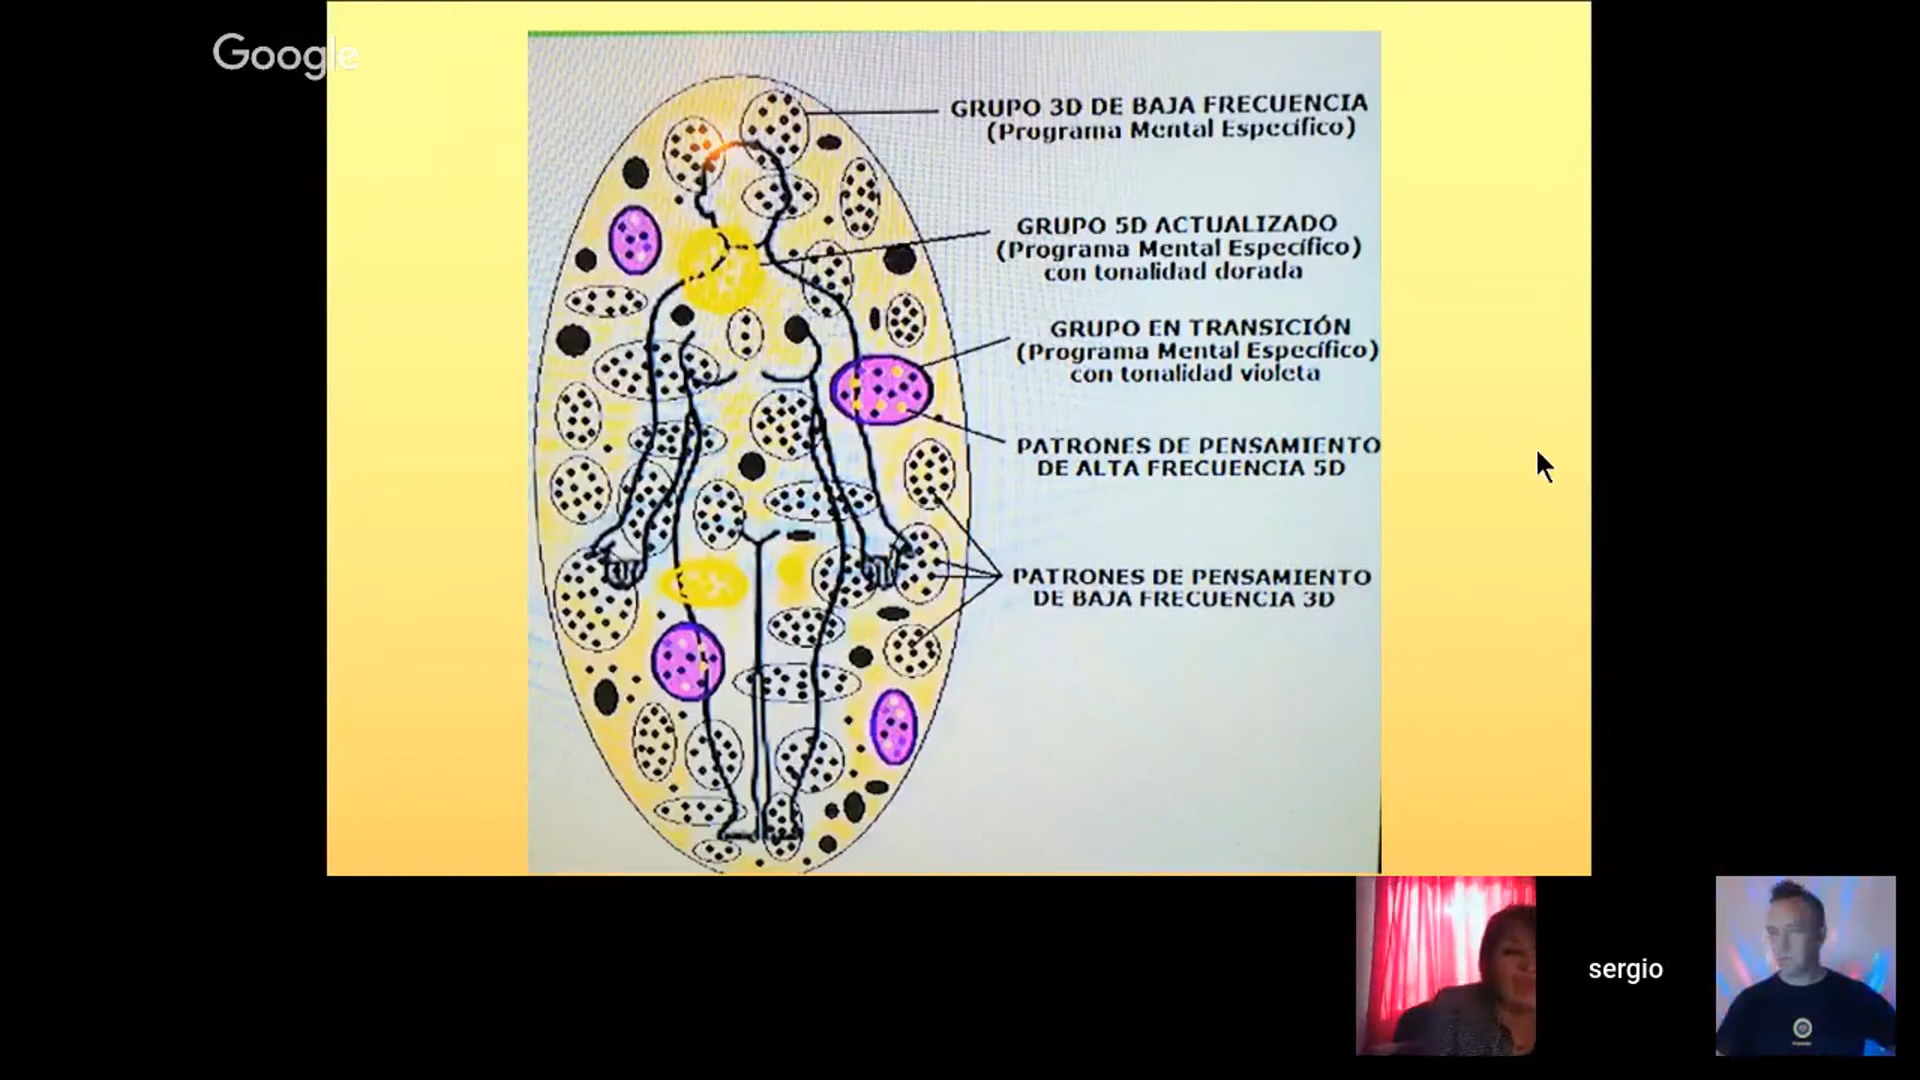 Google
GRUPO 3D DE BAJA FRECUENCIA
(Programa Mental Específico)
GRUPO 5D ACTUALIZADO
(Programa Mental Específico)
con tonalidad dorada
GRUPO EN TRANSICIÓN
(Programa Mental Específico)
con tonalidad violeta
PATRONES DE PENSAMIENTO
DE ALTA FRECUENCIA 5D
PATRONES DE PENSAMIENTO
DE BAJA FRECUENCIA 3D
sergio